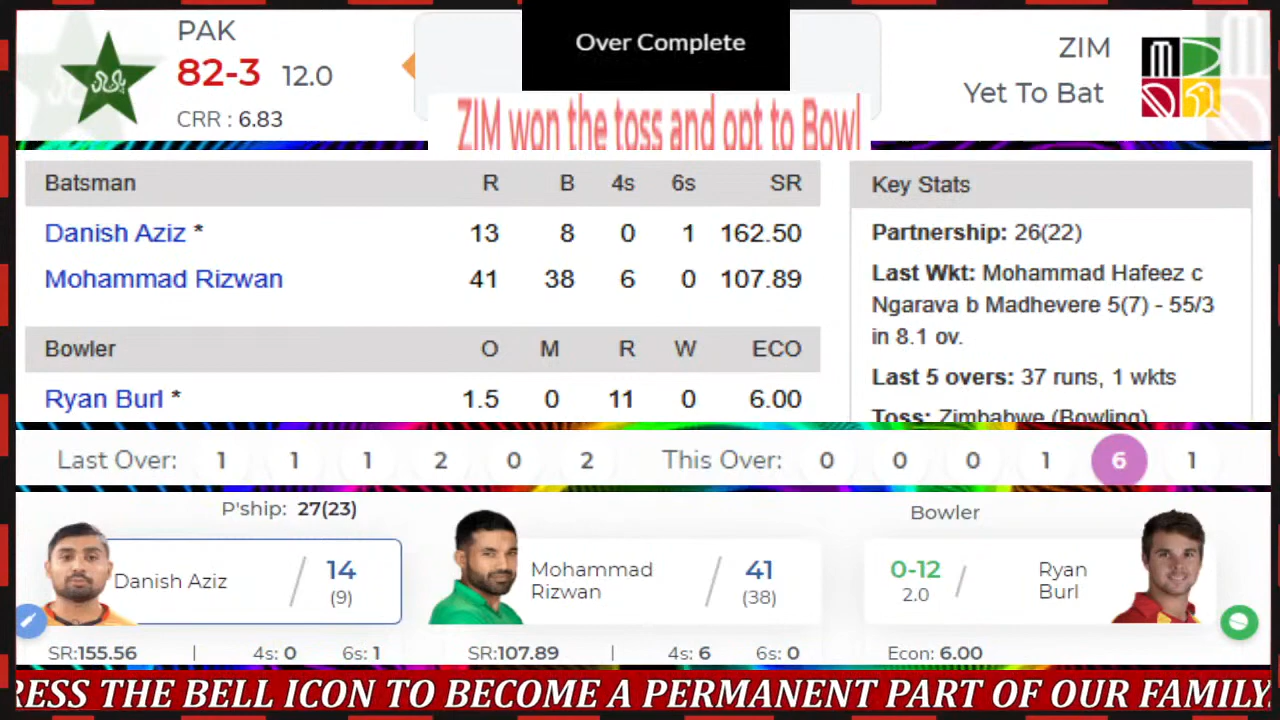 PAK
82-3 12.0
CRR : 6.83
Over Complete
ZIM won the toss and opt to Bowl
ZIM
Yet To Bat
Batsman R B 4s 6s SR
Danish Aziz * 13 8 0 1 162.50
Mohammad Rizwan 41 38 6 0 107.89
Bowler O M R W ECO
Ryan Burl * 1.5 0 11 0 6.00
Key Stats
Partnership: 26(22)
Last Wkt: Mohammad Hafeez c
Ngarava b Madhevere 5(7) - 55/3
in 8.1 ov.
Last 5 overs: 37 runs, 1 wkts
Toss: Zimbabwe (Bowling)
Last Over: 1 1 1 2 0 2 This Over: 0 0 0 1 6 1
P'ship: 27(23)
Danish Aziz 14
(9)
SR:155.56 | 4s: 0 6s: 1
Mohammad
Rizwan 41
(38)
SR:107.89 | 4s: 6 6s: 0
Bowler
0-12
2.0
Ryan
Burl
Econ: 6.00
RESS THE BELL ICON TO BECOME A PERMANENT PART OF OUR FAMILY.